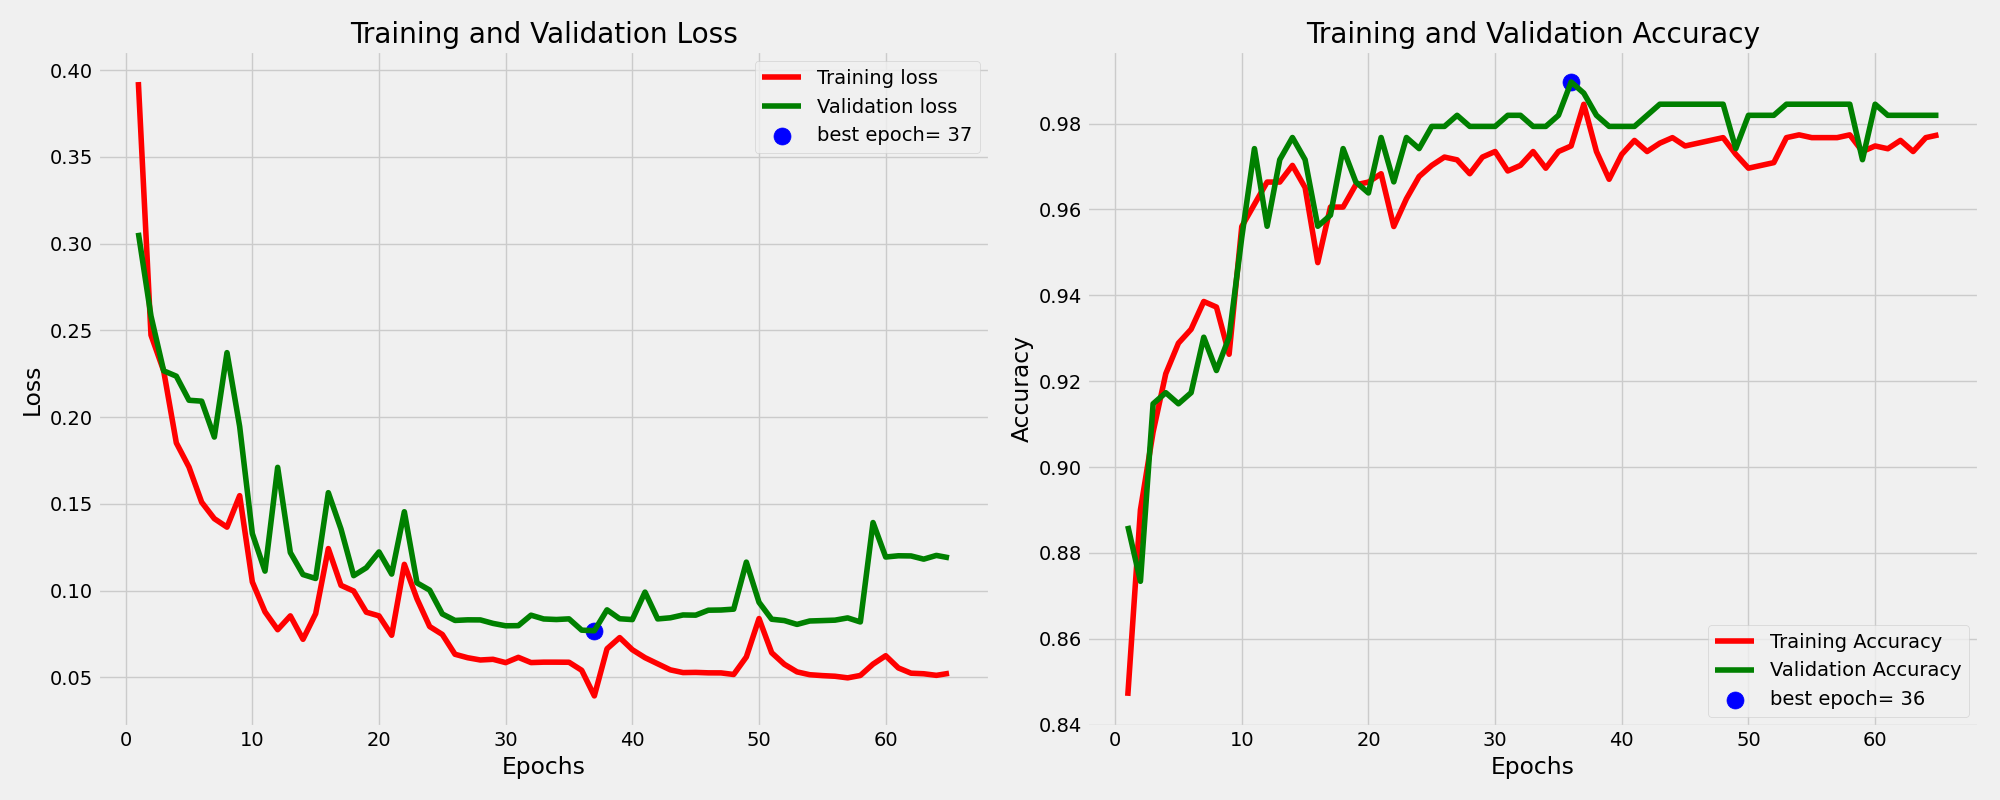 Training and Validation Loss
Training loss
Validation loss
best epoch= 37
0.40
0.35
0.30
0.25
0.20
0.15
0.10
0.05
Loss
0 10 20 30 40 50 60
Epochs
Training and Validation Accuracy
0.98
0.96
0.94
0.92
0.90
0.88
0.86
0.84
Accuracy
Training Accuracy
Validation Accuracy
best epoch= 36
0 10 20 30 40 50 60
Epochs